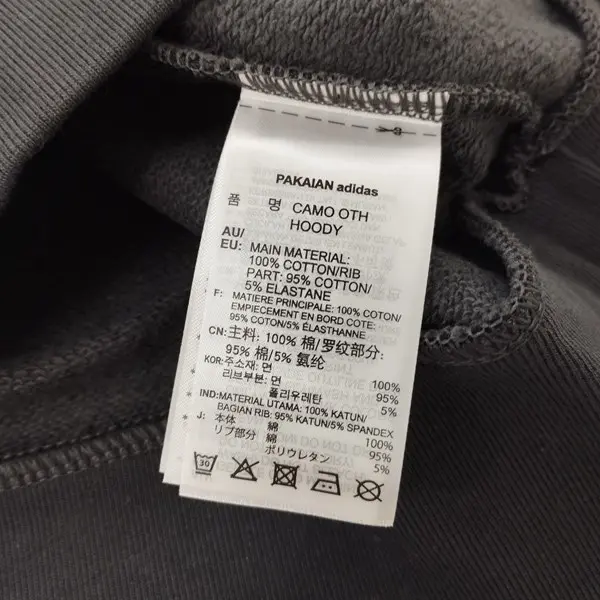 PAKAIAN adidas
품 명 CAMO OTH
HOODY
AU/
EU: MAIN MATERIAL:
100% COTTON/RIB
PART: 95% COTTON/
5% ELASTANE
F: MATIERE PRINCIPALE: 100% COTON/
EMPIECEMENT EN BORD COTE:
95% COTON/5% ÉLASTHANNE
CN: 主料: 100% 棉/罗纹部分:
95% 棉/5% 氨纶
KOR: 주소재: 면 100%
리브부분: 면 95%
폴리우레탄 5%
IND: MATERIAL UTAMA: 100% KATUN/
BAGIAN RIB: 95% KATUN/5% SPANDEX
J: 本体 綿 100%
リブ部分 綿 95%
ポリウレタン 5%
30